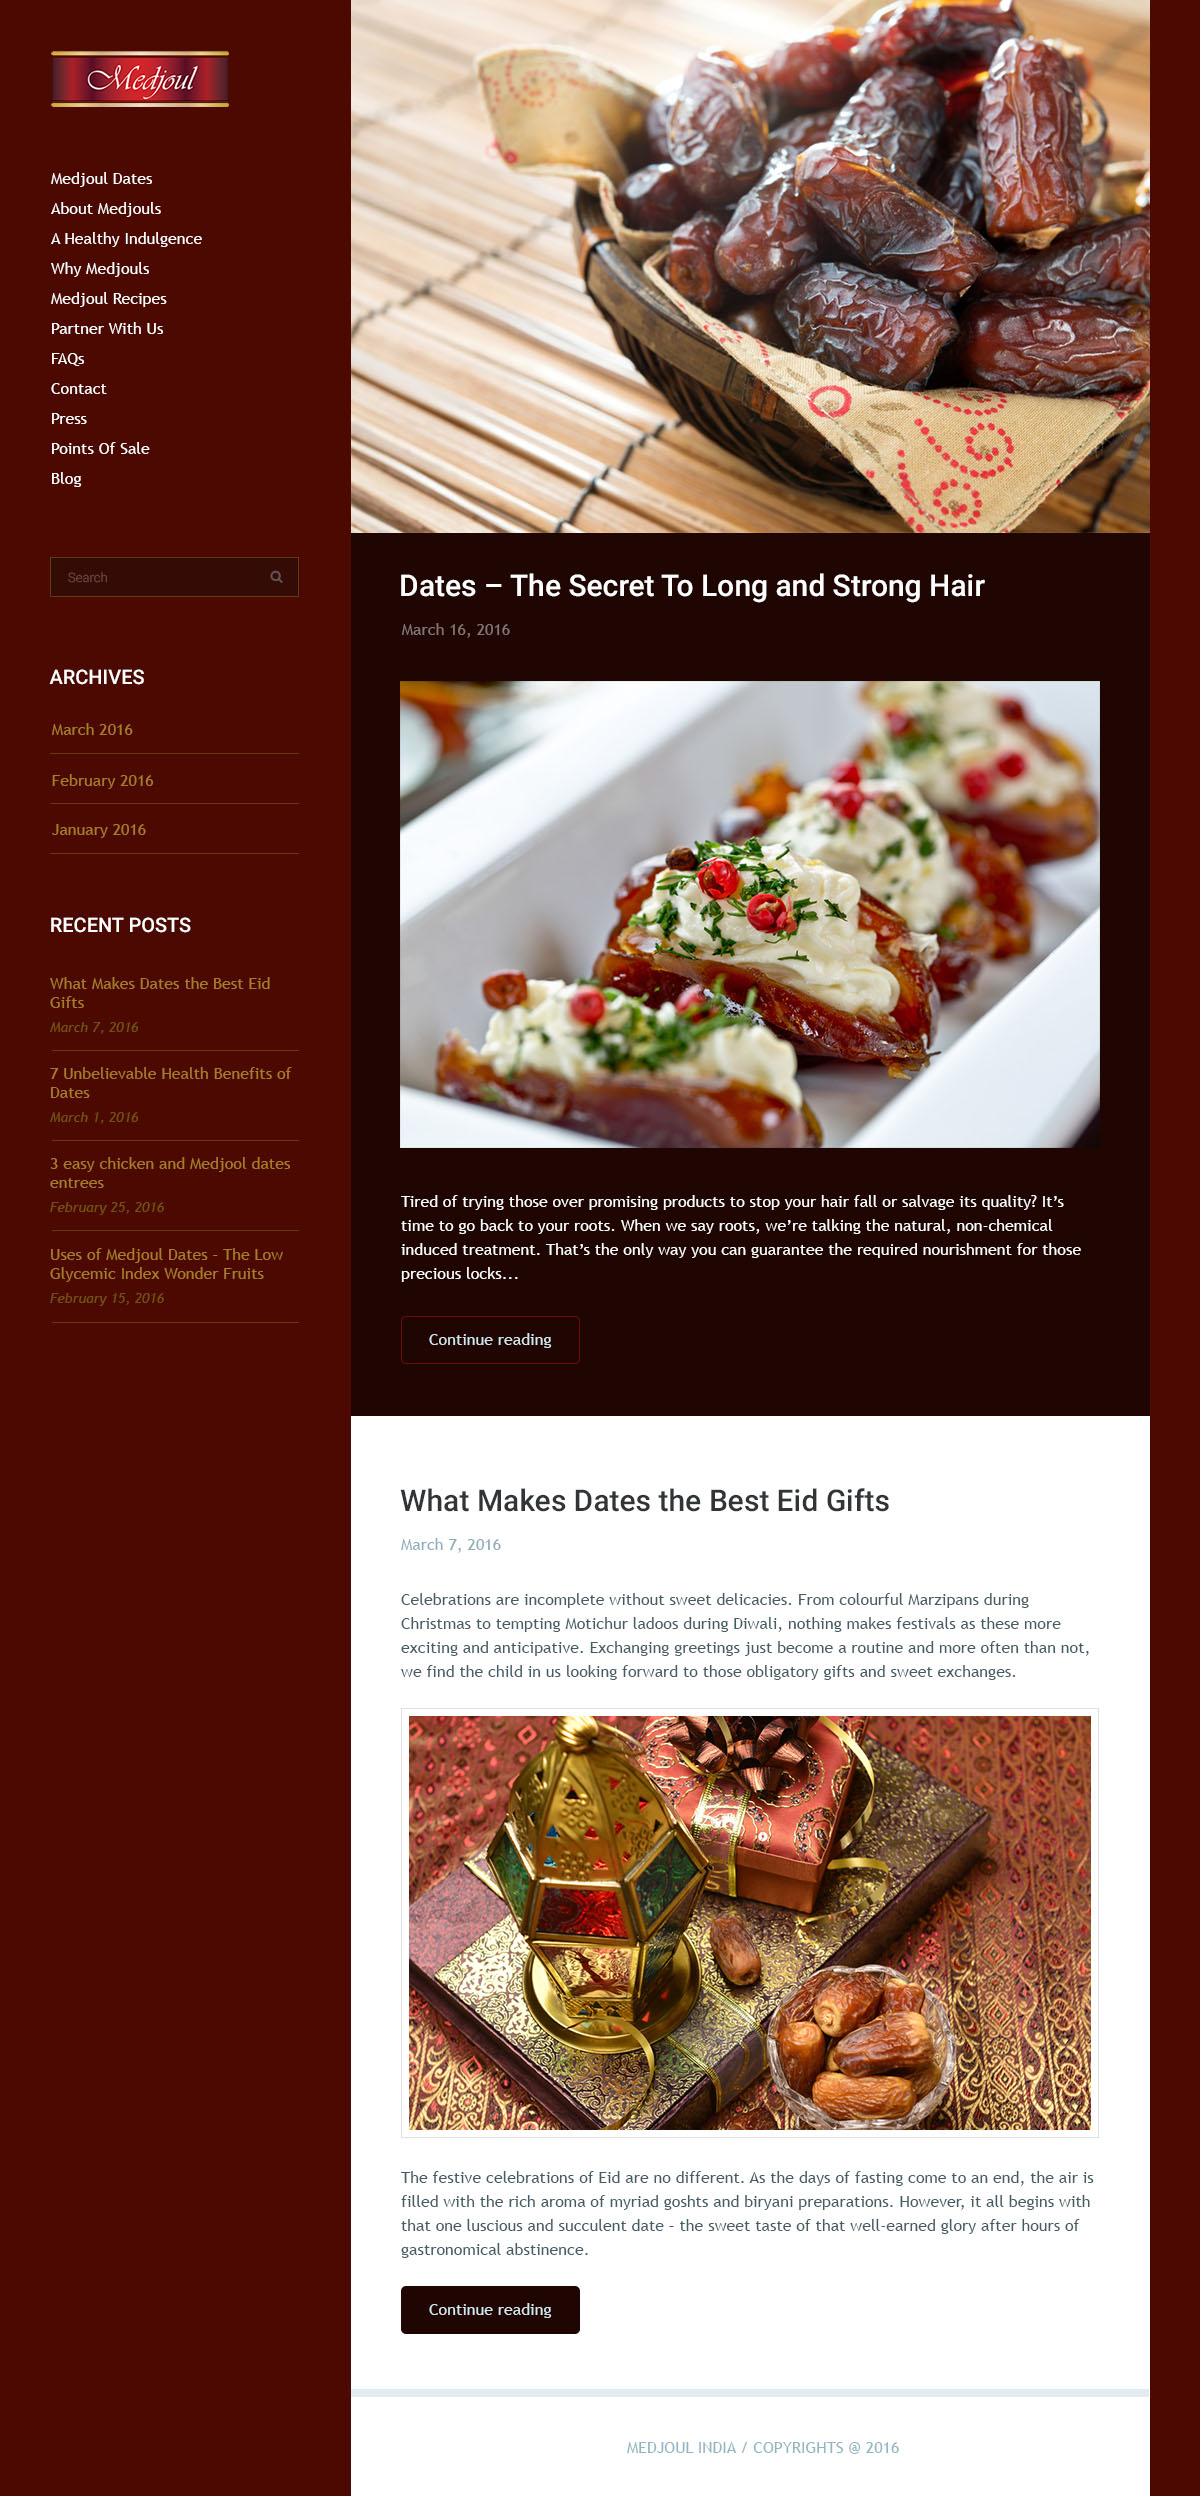 Medjoul
Medjoul Dates
About Medjouls
A Healthy Indulgence
Why Medjouls
Medjoul Recipes
Partner With Us
FAQs
Contact
Press
Points Of Sale
Blog
Search
ARCHIVES
March 2016
February 2016
January 2016
RECENT POSTS
What Makes Dates the Best Eid
Gifts
March 7, 2016
7 Unbelievable Health Benefits of
Dates
March 1, 2016
3 easy chicken and Medjool dates
entrees
February 25, 2016
Uses of Medjoul Dates – The Low
Glycemic Index Wonder Fruits
February 15, 2016
Dates – The Secret To Long and Strong Hair
March 16, 2016
Tired of trying those over promising products to stop your hair fall or salvage its quality? It’s
time to go back to your roots. When we say roots, we’re talking the natural, non-chemical
induced treatment. That’s the only way you can guarantee the required nourishment for those
precious locks...
Continue reading
What Makes Dates the Best Eid Gifts
March 7, 2016
Celebrations are incomplete without sweet delicacies. From colourful Marzipans during
Christmas to tempting Motichur ladoos during Diwali, nothing makes festivals as these more
exciting and anticipative. Exchanging greetings just become a routine and more often than not,
we find the child in us looking forward to those obligatory gifts and sweet exchanges.
The festive celebrations of Eid are no different. As the days of fasting come to an end, the air is
filled with the rich aroma of myriad goshts and biryani preparations. However, it all begins with
that one luscious and succulent date – the sweet taste of that well-earned glory after hours of
gastronomical abstinence.
Continue reading
MEDJOUL INDIA / COPYRIGHTS @ 2016